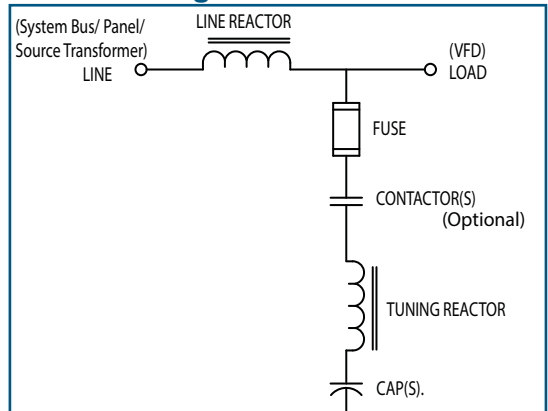 LINE REACTOR
(System Bus/ Panel/
Source Transformer)
LINE
(VFD)
LOAD
FUSE
CONTACTOR(S)
(Optional)
TUNING REACTOR
CAP(S).